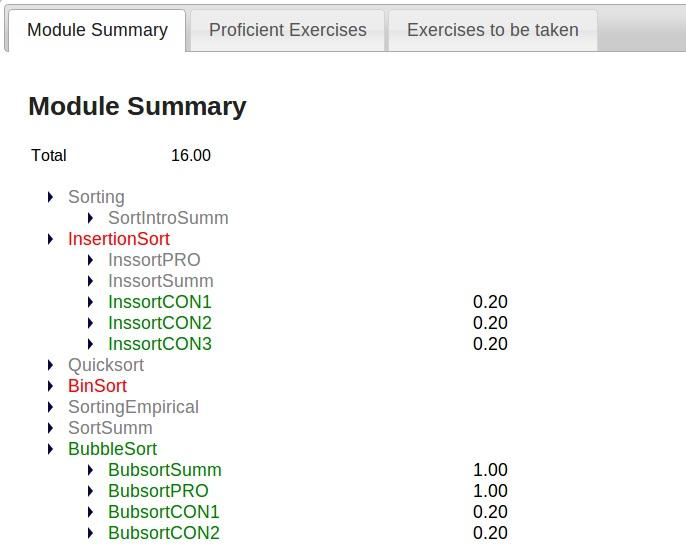 Module Summary Proficient Exercises Exercises to be taken
Module Summary
Total 16.00
Sorting
SortIntroSumm
InsertionSort
InssortPRO
InssortSumm
InssortCON1 0.20
InssortCON2 0.20
InssortCON3 0.20
Quicksort
BinSort
SortingEmpirical
SortSumm
BubbleSort
BubsortSumm 1.00
BubsortPRO 1.00
BubsortCON1 0.20
BubsortCON2 0.20